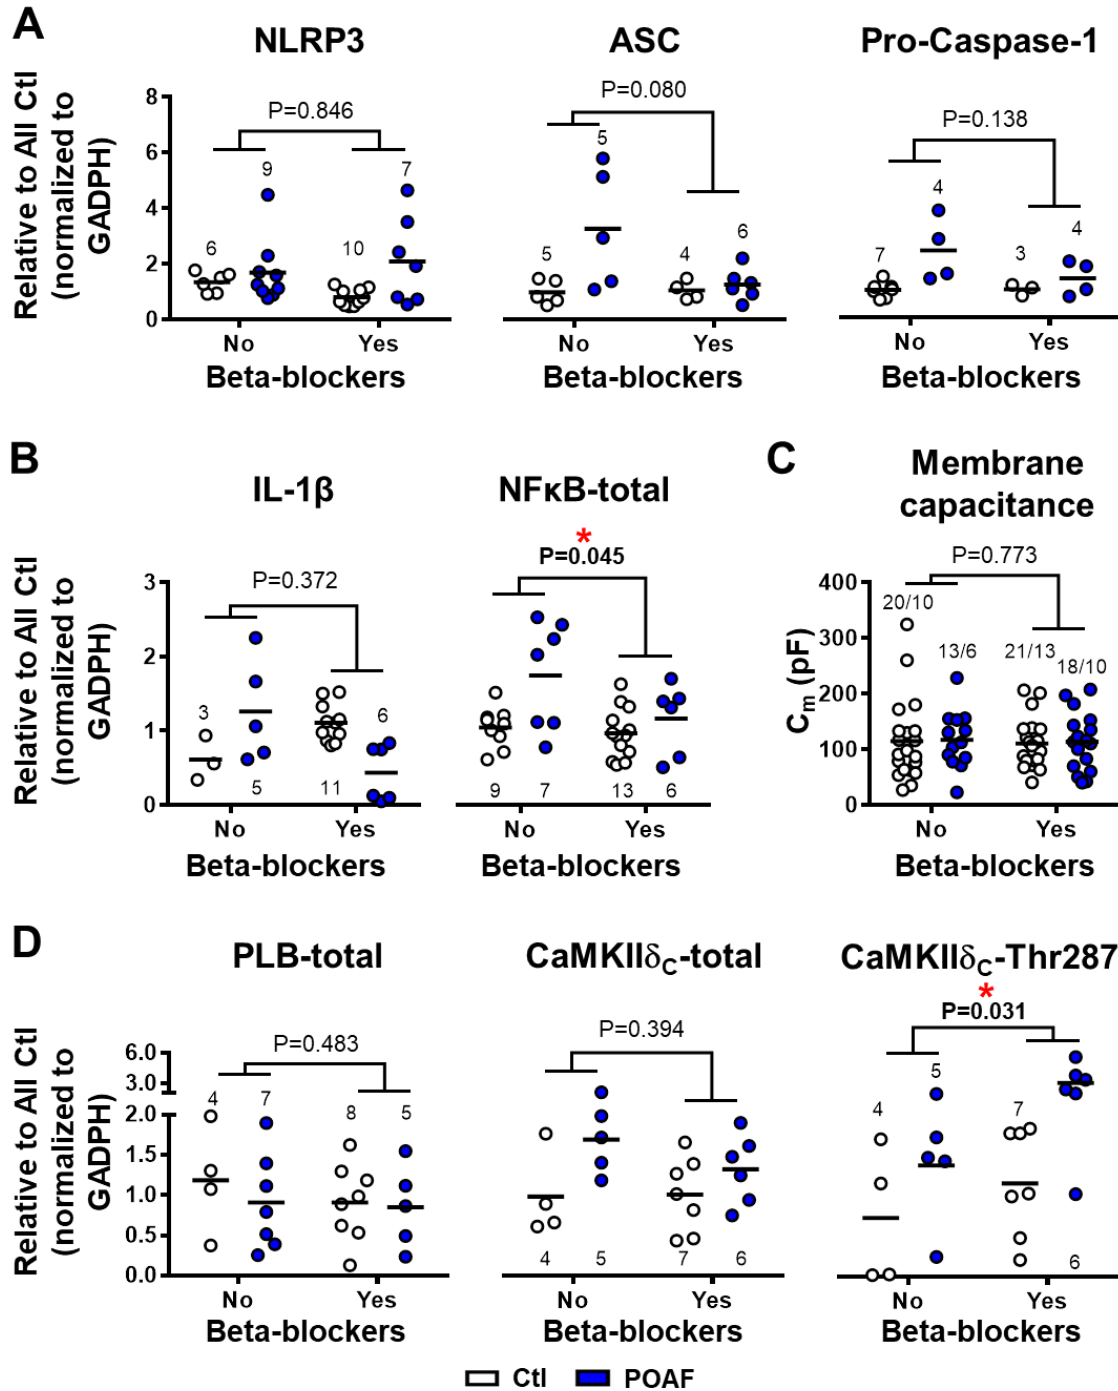 A
NLRP3
ASC
Pro-Caspase-1
Relative to All Ctl
(normalized to
GADPH)
8
6
4
2
0
P=0.846
6
9
10
7
No
Yes
Beta-blockers
P=0.080
5
5
4
6
No
Yes
Beta-blockers
P=0.138
7
4
3
4
No
Yes
Beta-blockers
B
IL-1β
NFκB-total
Relative to All Ctl
(normalized to
GADPH)
3
2
1
0
P=0.372
3
5
11
6
No
Yes
Beta-blockers
*
P=0.045
9
7
13
6
No
Yes
Beta-blockers
C
Membrane
capacitance
Cm (pF)
400
300
200
100
0
P=0.773
20/10
13/6
21/13
18/10
No
Yes
Beta-blockers
D
PLB-total
CaMKIIδC-total
CaMKIIδC-Thr287
Relative to All Ctl
(normalized to
GADPH)
6.0
3.0
2.0
1.5
1.0
0.5
0.0
P=0.483
4
7
8
5
No
Yes
Beta-blockers
P=0.394
4
5
7
6
No
Yes
Beta-blockers
*
P=0.031
4
5
7
6
No
Yes
Beta-blockers
Ctl
POAF